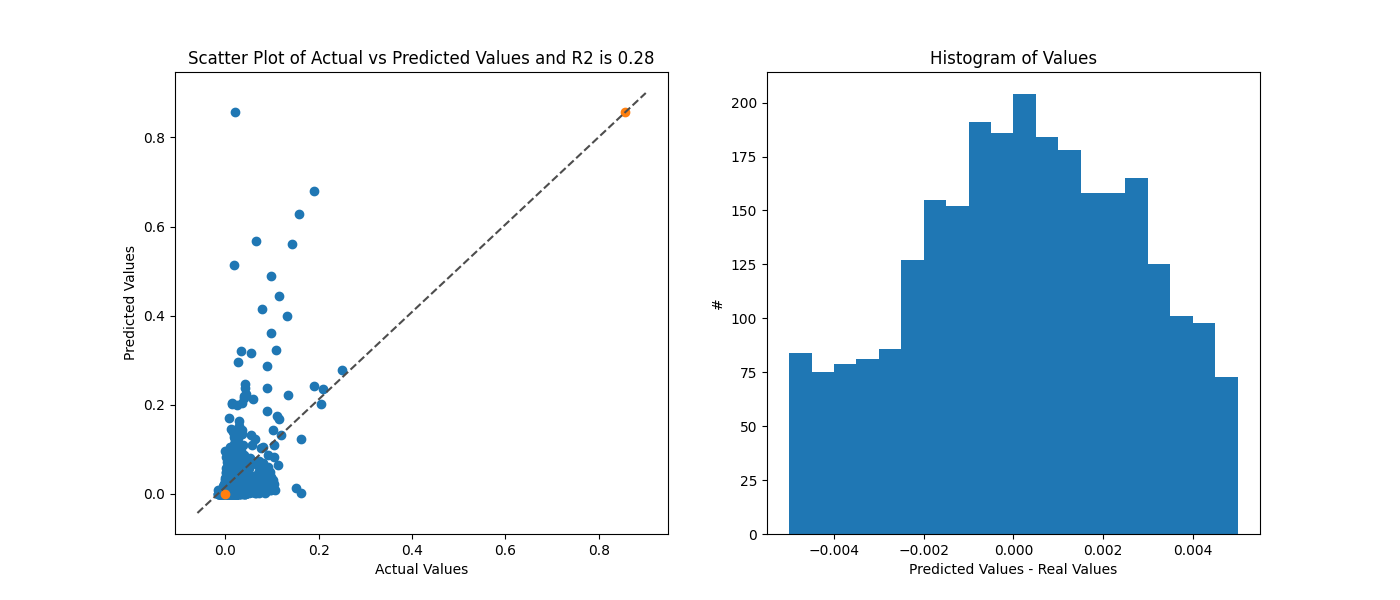 Scatter Plot of Actual vs Predicted Values and R2 is 0.28
Predicted Values
0.8
0.6
0.4
0.2
0.0
0.0 0.2 0.4 0.6 0.8
Actual Values
Histogram of Values
#
200
175
150
125
100
75
50
25
0
−0.004 −0.002 0.000 0.002 0.004
Predicted Values - Real Values